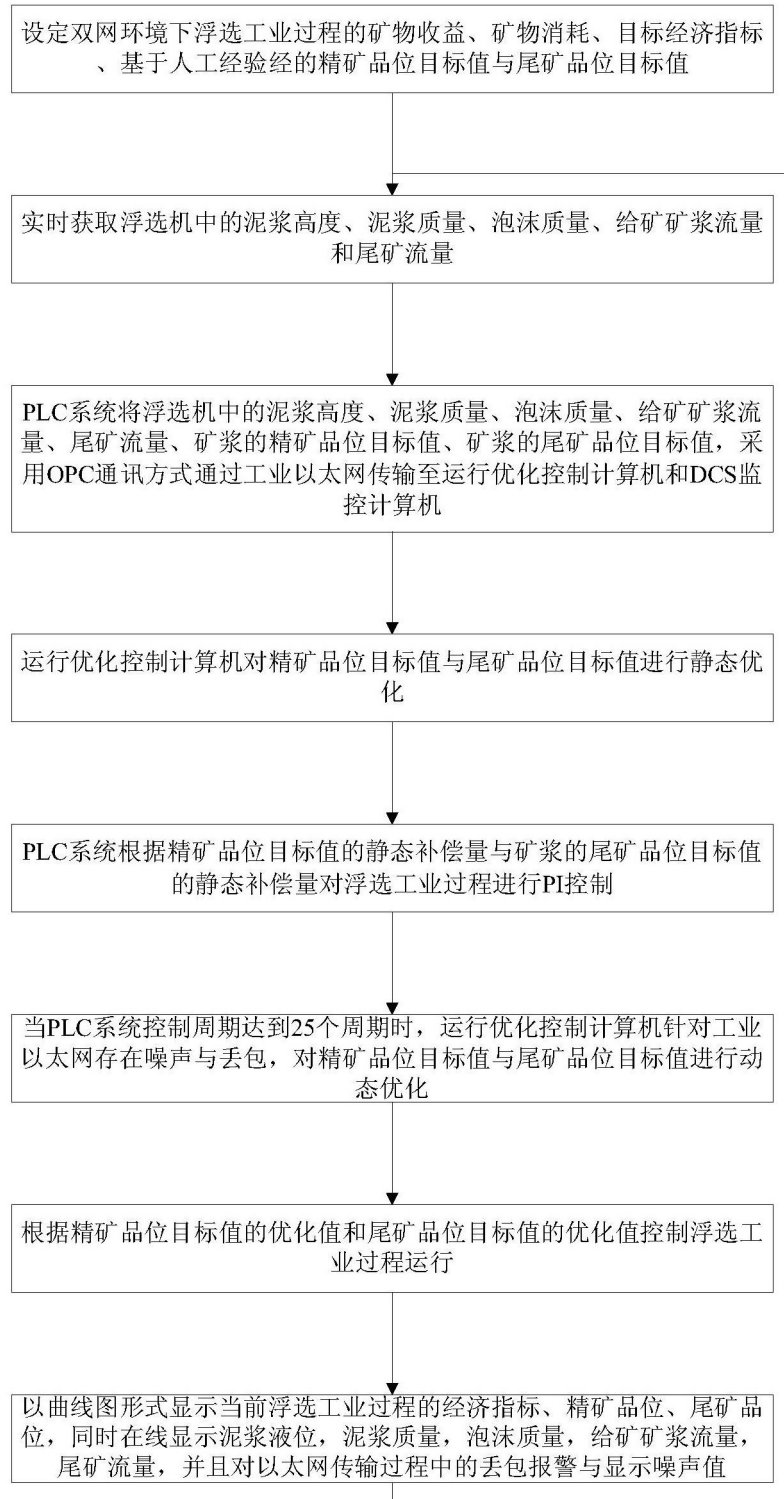 设定双网环境下浮选工业过程的矿物收益、矿物消耗、目标经济指标
、基于人工经验经的精矿品位目标值与尾矿品位目标值
实时获取浮选机中的泥浆高度、泥浆质量、泡沫质量、给矿矿浆流量
和尾矿流量
PLC系统将浮选机中的泥浆高度、泥浆质量、泡沫质量、给矿矿浆流
量、尾矿流量、矿浆的精矿品位目标值、矿浆的尾矿品位目标值，采
用OPC通讯方式通过工业以太网传输至运行优化控制计算机和DCS监
控计算机
运行优化控制计算机对精矿品位目标值与尾矿品位目标值进行静态优
化
PLC系统根据精矿品位目标值的静态补偿量与矿浆的尾矿品位目标值
的静态补偿量对浮选工业过程进行PI控制
当PLC系统控制周期达到25个周期时，运行优化控制计算机针对工业
以太网存在噪声与丢包，对精矿品位目标值与尾矿品位目标值进行动
态优化
根据精矿品位目标值的优化值和尾矿品位目标值的优化值控制浮选工
业过程运行
以曲线图形式显示当前浮选工业过程的经济指标、精矿品位、尾矿品
位，同时在线显示泥浆液位，泥浆质量，泡沫质量，给矿矿浆流量，
尾矿流量，并且对以太网传输过程中的丢包报警与显示噪声值